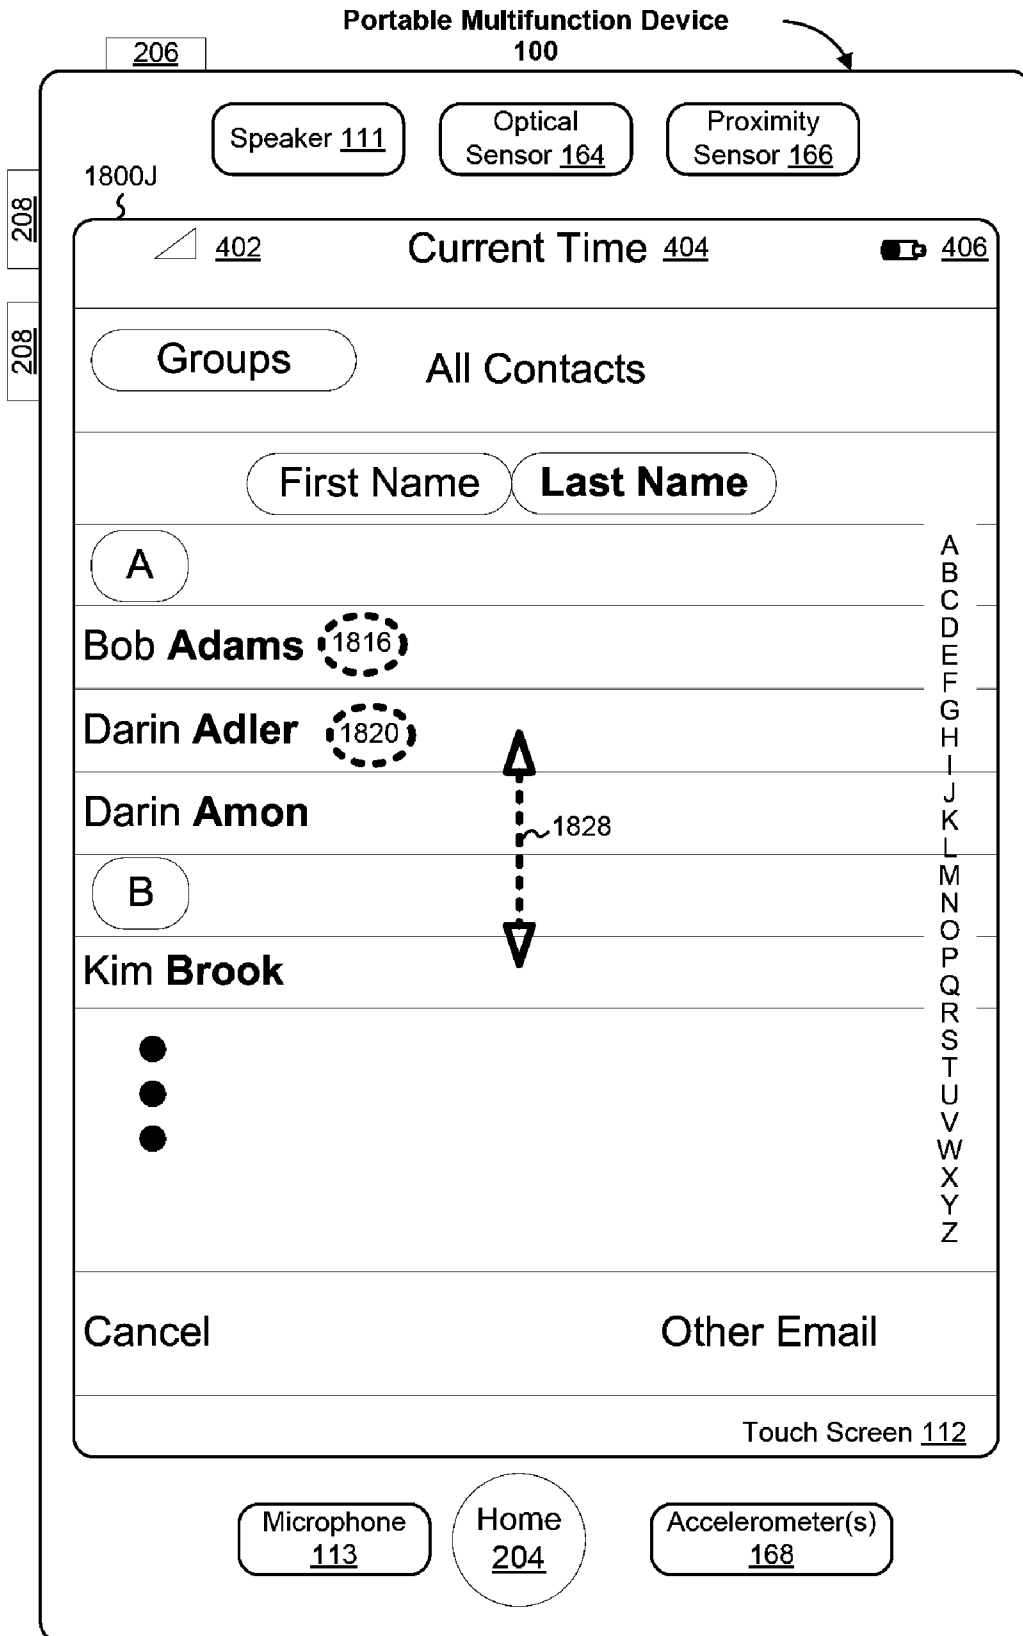 Portable Multifunction Device
100
206
Speaker 111
Optical
Sensor 164
Proximity
Sensor 166
1800J
208
208
402
Current Time 404
406
Groups
All Contacts
First Name
Last Name
A
Bob Adams
1816
Darin Adler
1820
Darin Amon
1828
B
Kim Brook
A
B
C
D
E
F
G
H
I
J
K
L
M
N
O
P
Q
R
S
T
U
V
W
X
Y
Z
Cancel
Other Email
Touch Screen 112
Microphone
113
Home
204
Accelerometer(s)
168